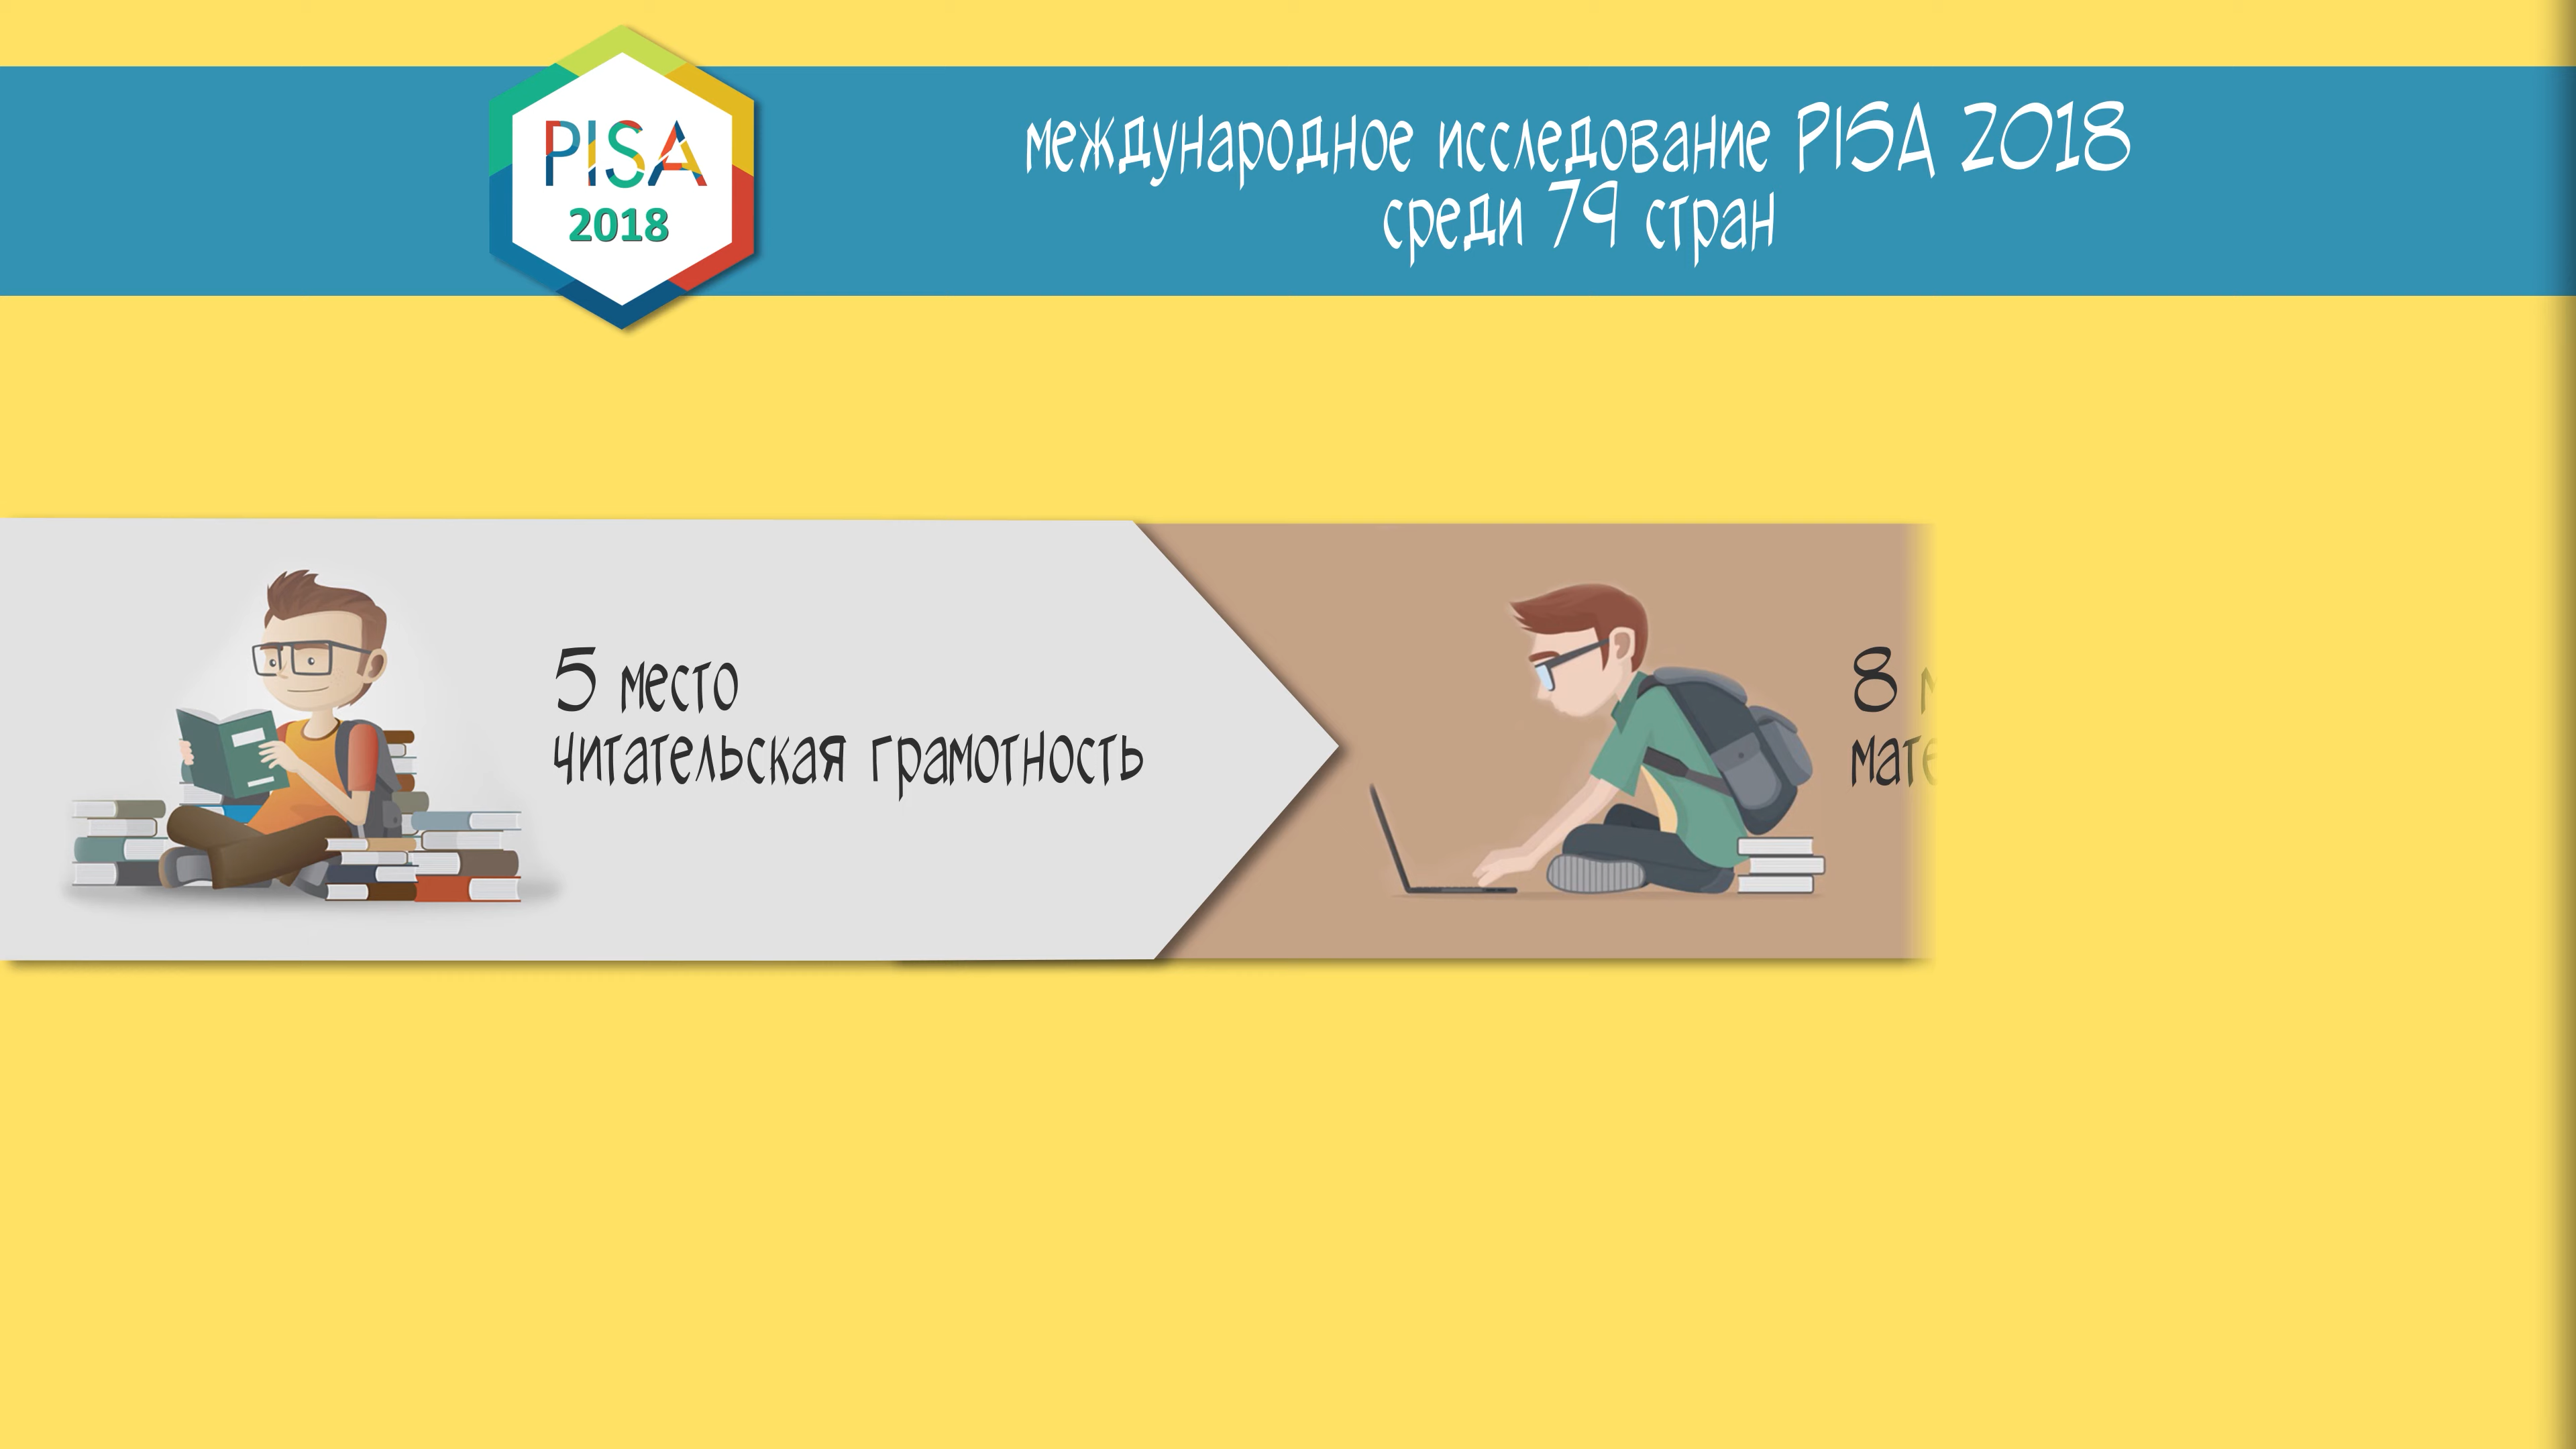 PISA
2018
международное исследование PISA 2018
среди 79 стран
5 место
читательская грамотность
8